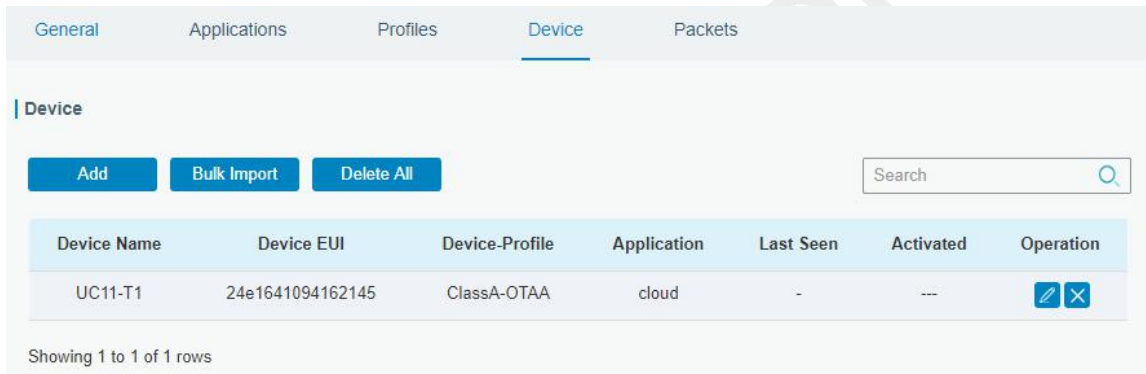 General Applications Profiles Device Packets
Device
Add Bulk Import Delete All Search
Device Name Device EUI Device-Profile Application Last Seen Activated Operation
UC11-T1 24e1641094162145 ClassA-OTAA cloud - ---
Showing 1 to 1 of 1 rows